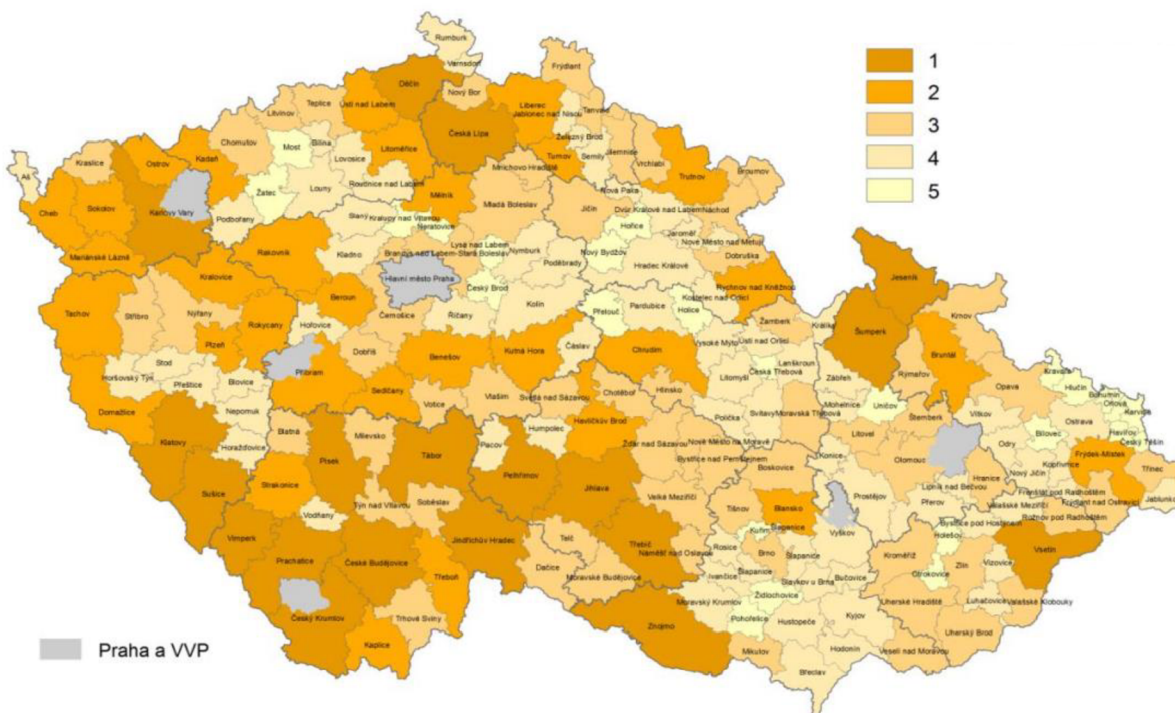 Rumburk
Varnsdorf
Děčín
Nový Bor
Frýdlant
Liberec
Jablonec nad Nisou
Tanvald
Teplice
Ústí nad Labem
Litvínov
Česká Lípa
Železný Brod
Chomutov
Most
Bílina
Litoměřice
Lovosice
Turnov
Semily
Jilemnice
Vrchlabí
Trutnov
Broumov
Kraslice
Ostrov
Kadaň
Aš
Cheb
Sokolov
Karlovy Vary
Žatec
Louny
Roudnice nad Labem
Mělník
Mnichovo Hradiště
Nová Paka
Mladá Boleslav
Jičín
Dvůr Králové nad Labem
Náchod
Podbořany
Slaný
Kralupy nad Vltavou
Neratovice
Hořice
Jaroměř
Nové Město nad Metují
Mariánské Lázně
Rakovník
Kladno
Brandýs nad Labem-Stará Boleslav
Lysá nad Labem
Nymburk
Poděbrady
Nový Bydžov
Hradec Králové
Dobruška
Kralovice
Hlavní město Praha
Český Brod
Rychnov nad Kněžnou
Kostelec nad Orlicí
Tachov
Stříbro
Nýřany
Plzeň
Rokycany
Beroun
Hořovice
Černošice
Říčany
Kolín
Přelouč
Pardubice
Holice
Žamberk
Králíky
Jeseník
Šumperk
Krnov
Stod
Příbram
Dobříš
Benešov
Kutná Hora
Čáslav
Chrudim
Vysoké Mýto
Ústí nad Orlicí
Bruntál
Rýmařov
Opava
Kravaře
Hlučín
Bohumín
Orlová
Karviná
Havířov
Český Těšín
Horšovský Týn
Přeštice
Blovice
Sedlčany
Votice
Vlašim
Světlá nad Sázavou
Chotěboř
Hlinsko
Litomyšl
Česká Třebová
Lanškroun
Zábřeh
Mohelnice
Uničov
Šternberk
Vítkov
Bílovec
Ostrava
Domažlice
Nepomuk
Horažďovice
Blatná
Milevsko
Tábor
Pacov
Humpolec
Havlíčkův Brod
Žďár nad Sázavou
Nové Město na Moravě
Bystřice nad Pernštejnem
Polička
Svitavy
Moravská Třebová
Litovel
Konice
Olomouc
Odry
Nový Jičín
Kopřivnice
Frýdek-Místek
Třinec
Jablunkov
Klatovy
Písek
Pelhřimov
Jihlava
Velké Meziříčí
Boskovice
Prostějov
Lipník nad Bečvou
Hranice
Přerov
Valašské Meziříčí
Frenštát pod Radhoštěm
Frýdlant nad Ostravicí
Rožnov pod Radhoštěm
Sušice
Strakonice
Vodňany
Týn nad Vltavou
Soběslav
Tišnov
Blansko
Šlapanice
Vyškov
Bystřice pod Hostýnem
Holešov
Vsetín
Vimperk
Prachatice
České Budějovice
Jindřichův Hradec
Třeboň
Telč
Dačice
Třebíč
Náměšť nad Oslavou
Moravské Budějovice
Kuřim
Rosice
Brno
Šlapanice
Ivančice
Šlapanice
Slavkov u Brna
Bučovice
Kroměříž
Otrokovice
Zlín
Vizovice
Luhačovice
Valašské Klobouky
Český Krumlov
Kaplice
Trhové Sviny
Znojmo
Moravský Krumlov
Židlochovice
Pohořelice
Hustopeče
Kyjov
Uherské Hradiště
Uherský Brod
Mikulov
Břeclav
Hodonín
Veselí nad Moravou
1
2
3
4
5
Praha a VVP